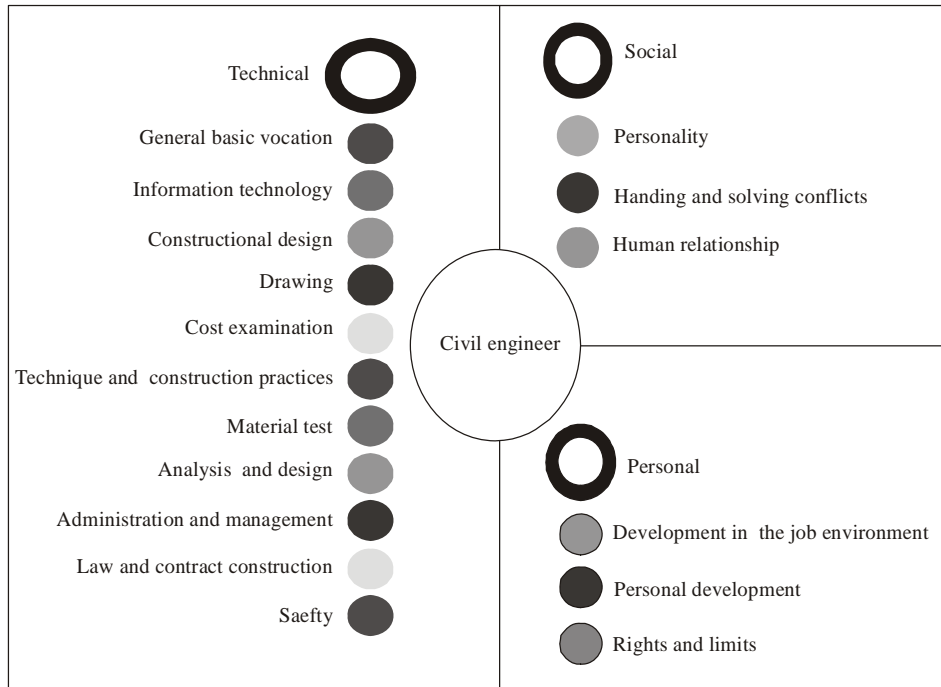 Technical
General basic vocation
Information technology
Constructional design
Drawing
Cost examination
Technique and construction practices
Material test
Analysis and design
Administration and management
Law and contract construction
Saefty
Civil engineer
Social
Personality
Handing and solving conflicts
Human relationship
Personal
Development in the job environment
Personal development
Rights and limits